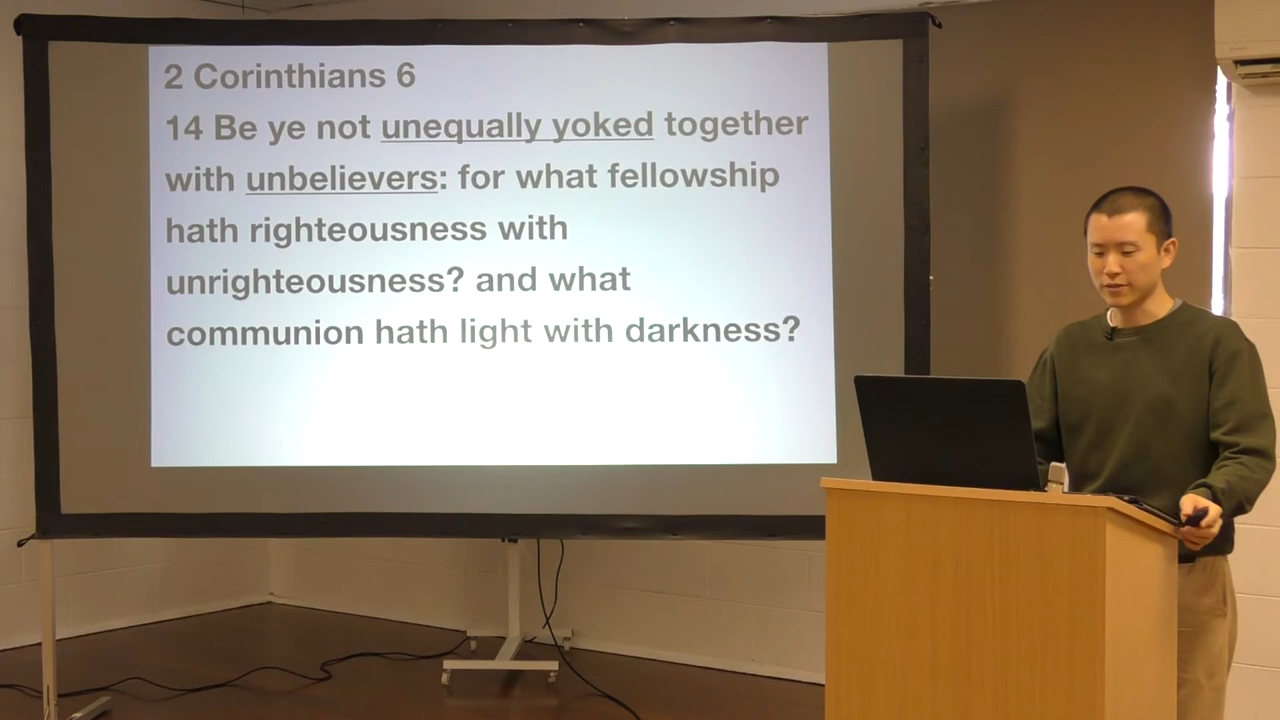 2 Corinthians 6
14 Be ye not unequally yoked together
with unbelievers: for what fellowship
hath righteousness with
unrighteousness? and what
communion hath light with darkness?